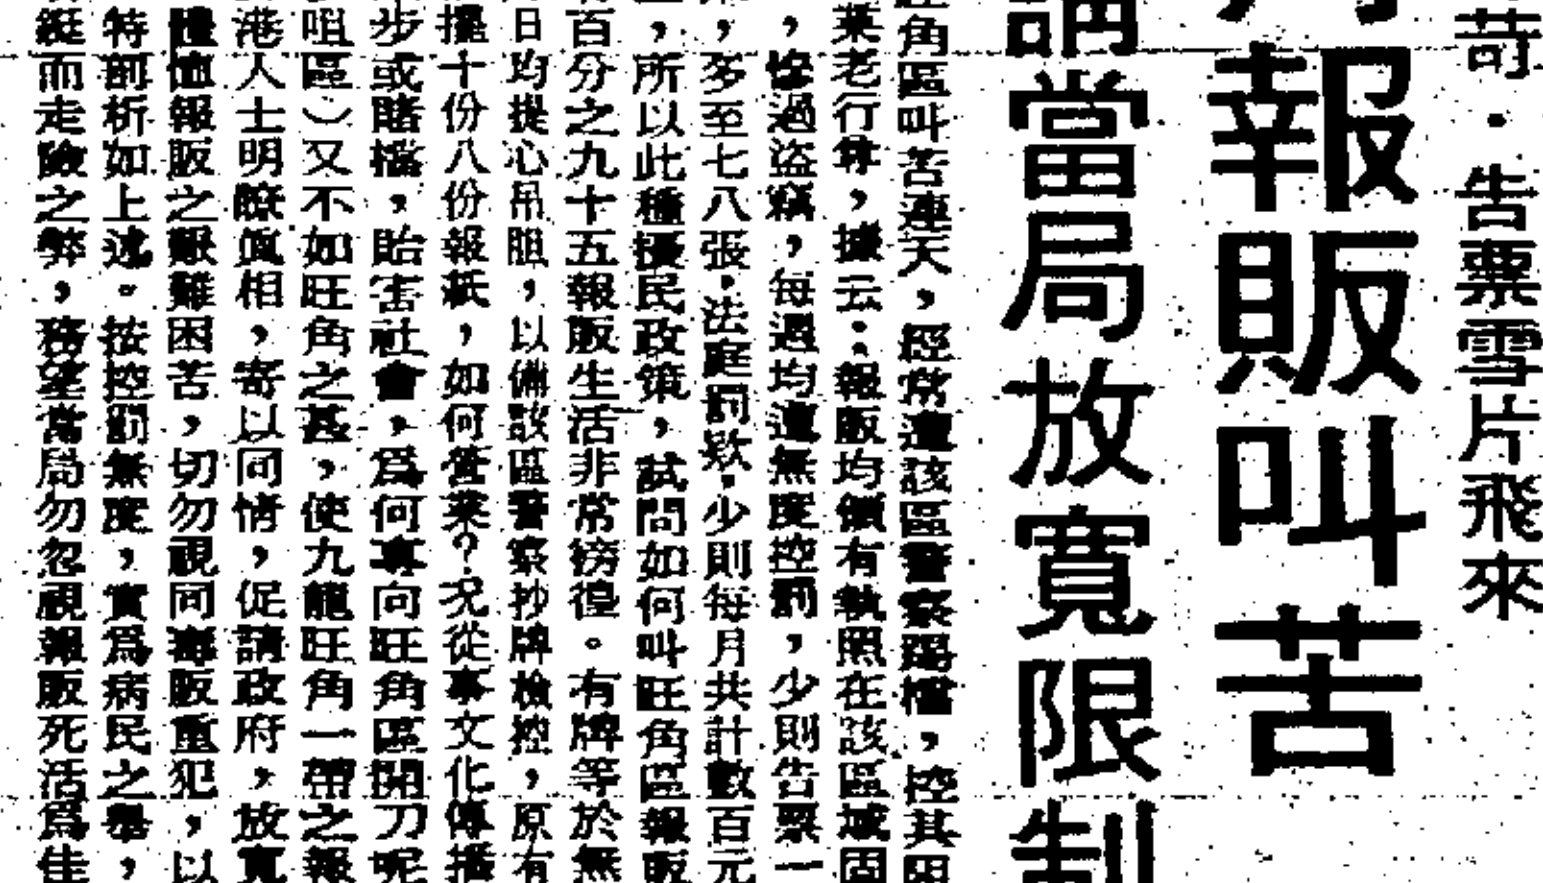 苛·告票雪片飛來
報販叫苦
請當局放寬限制
角區叫苦連天，經常遭該區警察踢檔，控其阻
業老行尊，據云：報販均領有執照在該區域固
，慘過盜竊，每週均遭無度控罰，少則告票一
，多至七八張，法庭罰欵，少則每月共計數百元
，所以此種擾民政策，試問如何叫旺角區報販
百分之九十五報販生活非常徬徨。有牌等於無
日均提心吊胆，以備該區警察抄牌檢控，原有
擺十份八份報紙，如何營業？况從事文化傳播
步或賭檔，貽害社會，爲何專向旺角區開刀呢
咀區）又不如旺角之甚，使九龍旺角一帶之報
港人士明瞭眞相，寄以同情，促請政府，放寬
體恤報販之艱難困苦，切勿視同毒販重犯，以
特剖析如上述。按控罰無度，實爲病民之舉，
鋌而走險之弊，務望當局勿忽視報販死活爲佳